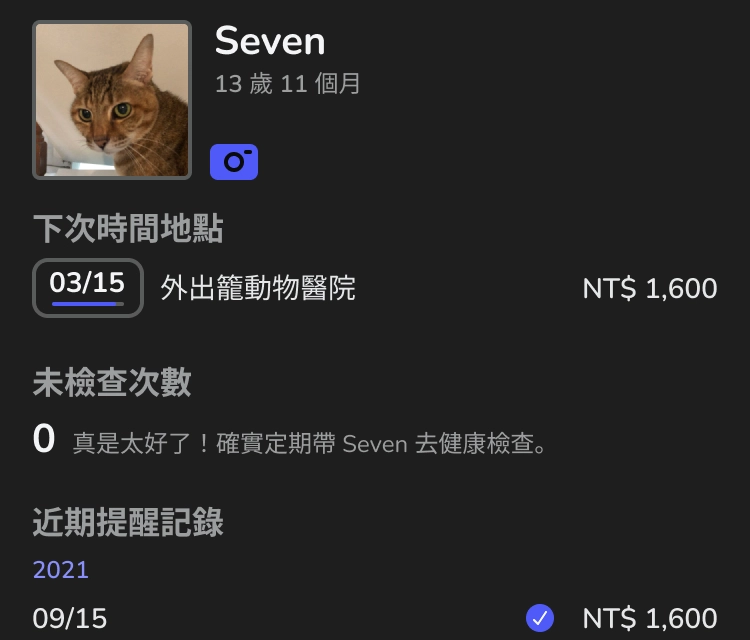 Seven
13 歲 11 個月
下次時間地點
03/15 外出籠動物醫院 NT$ 1,600
未檢查次數
0 真是太好了！確實定期帶 Seven 去健康檢查。
近期提醒記錄
2021
09/15 NT$ 1,600